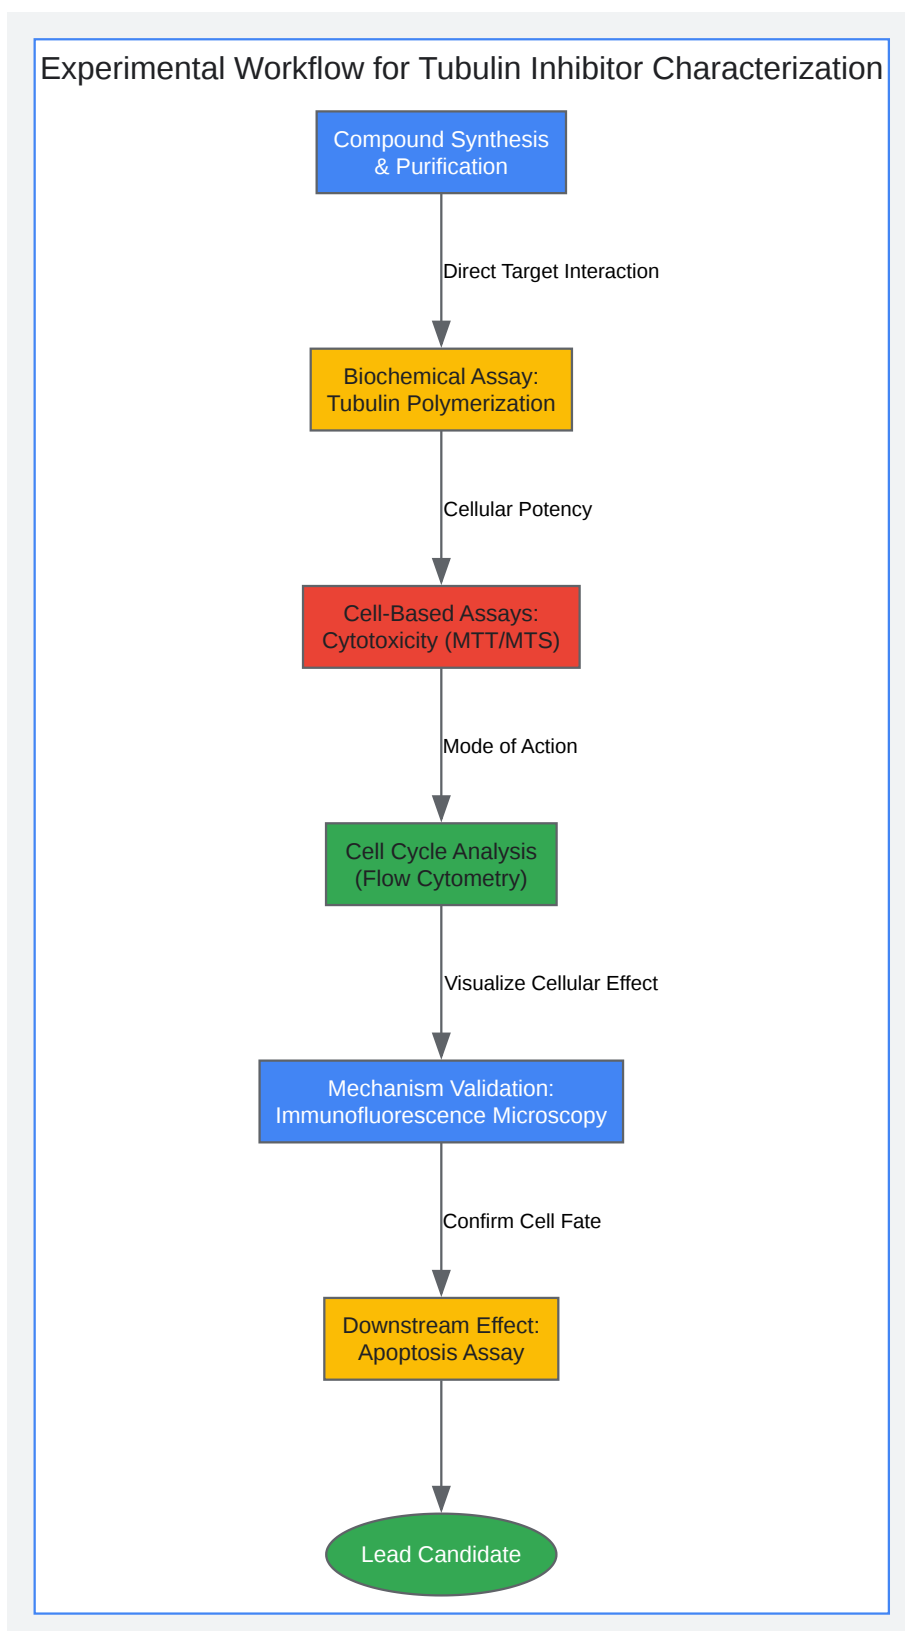 Experimental Workflow for Tubulin Inhibitor Characterization
Compound Synthesis
& Purification
Direct Target Interaction
Biochemical Assay:
Tubulin Polymerization
Cellular Potency
Cell-Based Assays:
Cytotoxicity (MTT/MTS)
Mode of Action
Cell Cycle Analysis
(Flow Cytometry)
Visualize Cellular Effect
Mechanism Validation:
Immunofluorescence Microscopy
Confirm Cell Fate
Downstream Effect:
Apoptosis Assay
Lead Candidate